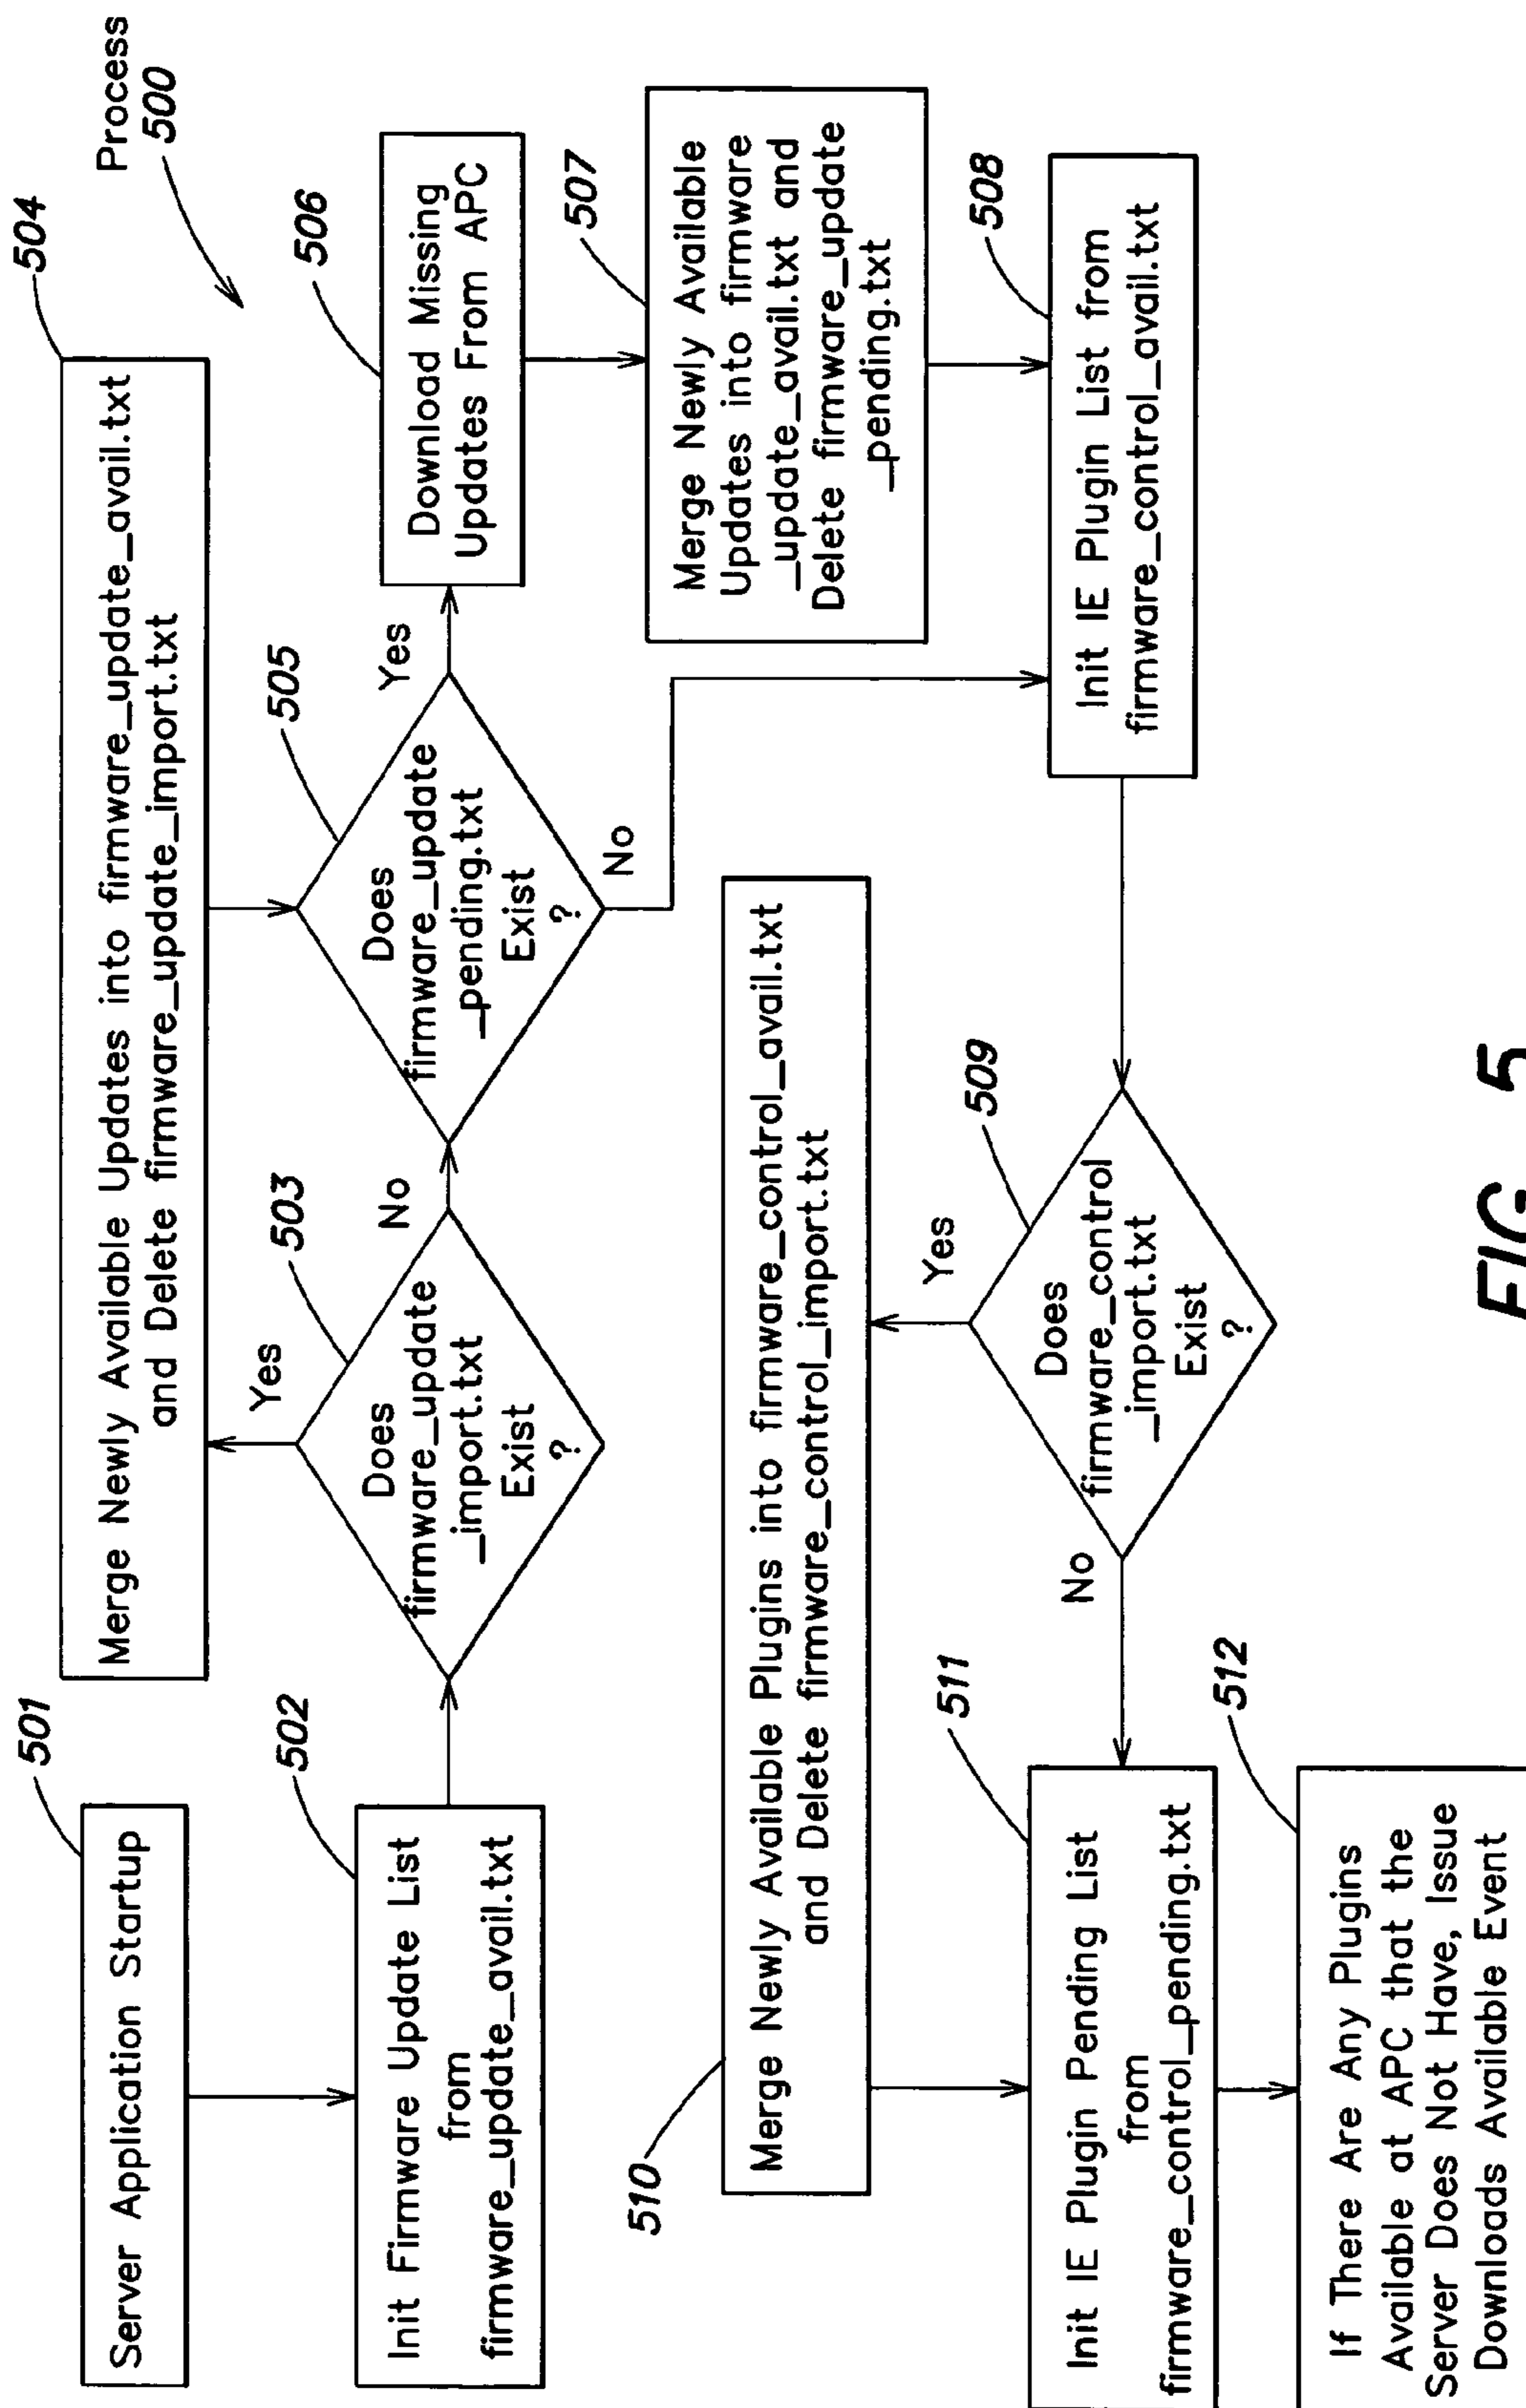 Process
500
501
Server Application Startup
502
Init Firmware Update List
from
firmware_update_avail.txt
503
Does
firmware_update
_import.txt
Exist
?
Yes
No
504
Merge Newly Available Updates into firmware_update_avail.txt
and Delete firmware_update_import.txt
505
Does
firmware_update
_pending.txt
Exist
?
Yes
No
506
Download Missing
Updates From APC
507
Merge Newly Available
Updates into firmware
_update_avail.txt and
Delete firmware_update
_pending.txt
508
Init IE Plugin List from
firmware_control_avail.txt
509
Does
firmware_control
_import.txt
Exist
?
Yes
No
510
Merge Newly Available Plugins into firmware_control_avail.txt
and Delete firmware_control_import.txt
511
Init IE Plugin Pending List
from
firmware_control_pending.txt
512
If There Are Any Plugins
Available at APC that the
Server Does Not Have, Issue
Downloads Available Event
FIG. 5